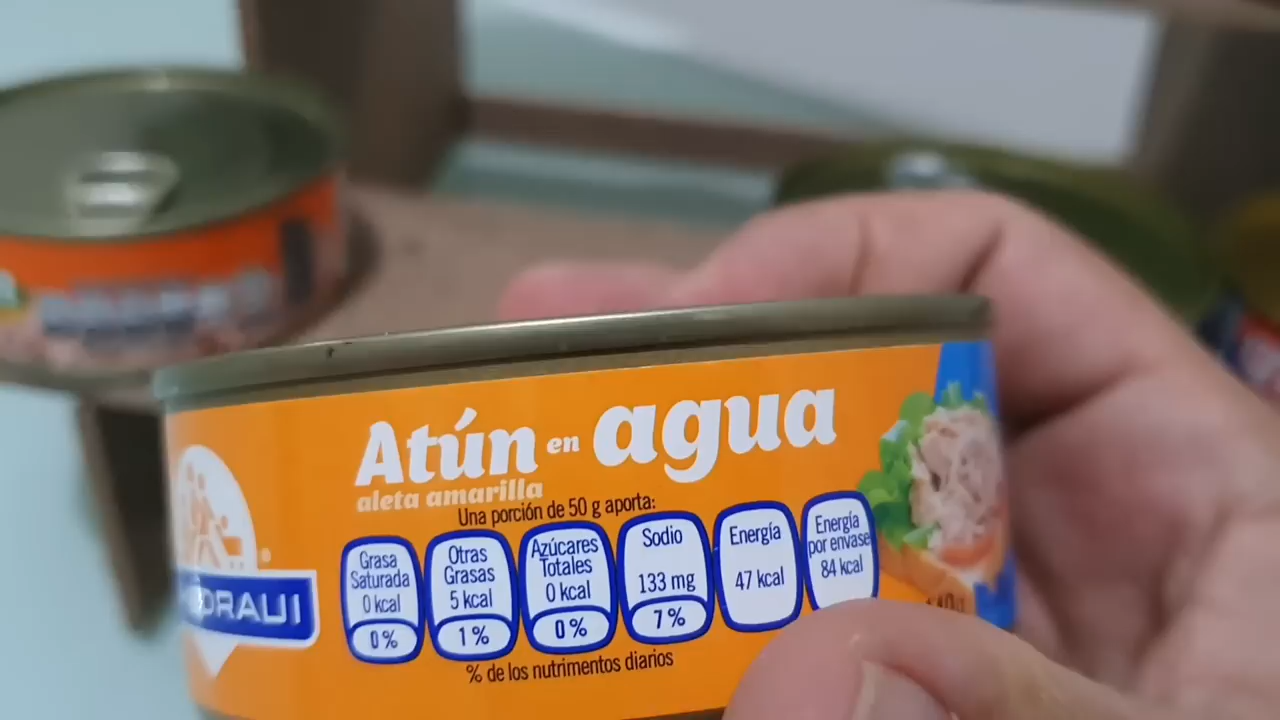 Atún en agua
aleta amarilla
Una porción de 50 g aporta:
Grasa
Saturada
0 kcal
0%
Otras
Grasas
5 kcal
1%
Azúcares
Totales
0 kcal
0%
Sodio
133 mg
7%
Energía
47 kcal
Energía
por envase
84 kcal
% de los nutrimentos diarios
DRAUI